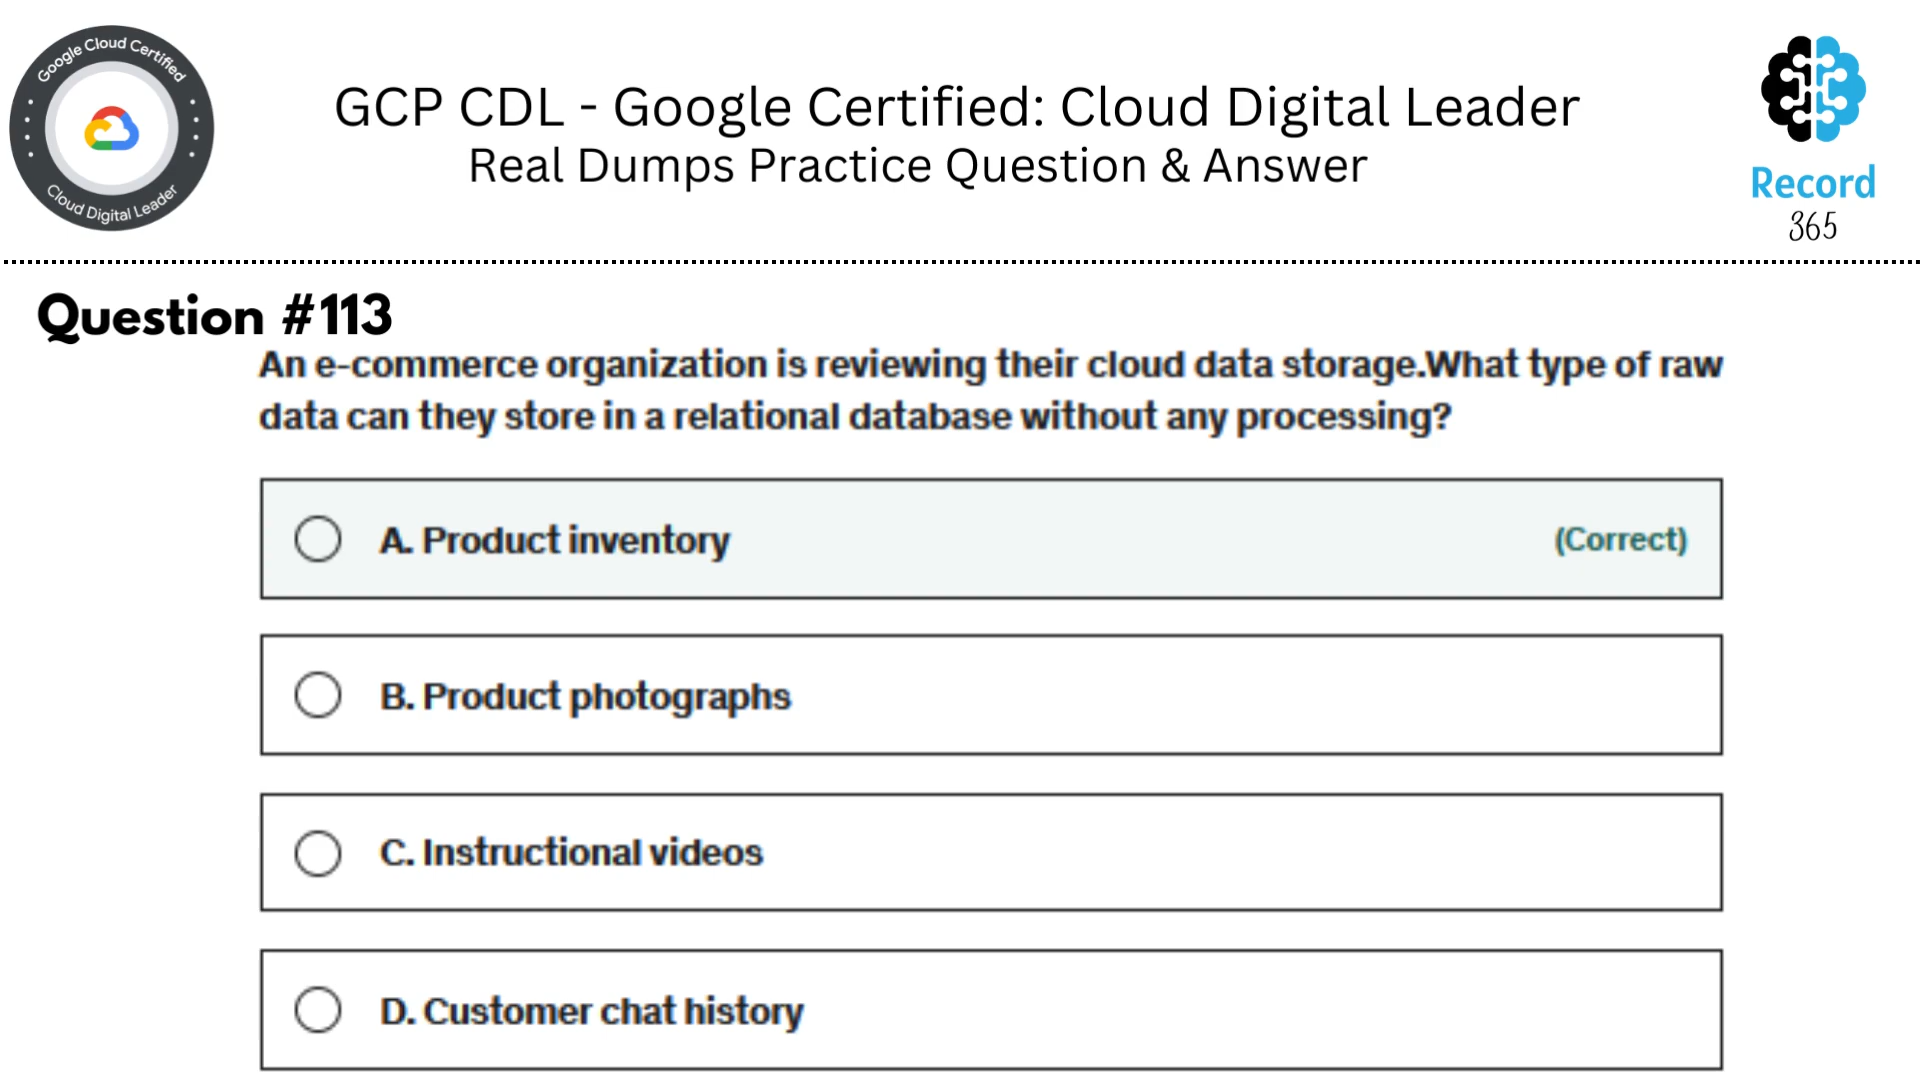 Google Cloud Certified
Cloud Digital Leader
GCP CDL - Google Certified: Cloud Digital Leader
Real Dumps Practice Question & Answer
Record
365
Question #113
An e-commerce organization is reviewing their cloud data storage.What type of raw
data can they store in a relational database without any processing?
A. Product inventory (Correct)
B. Product photographs
C. Instructional videos
D. Customer chat history